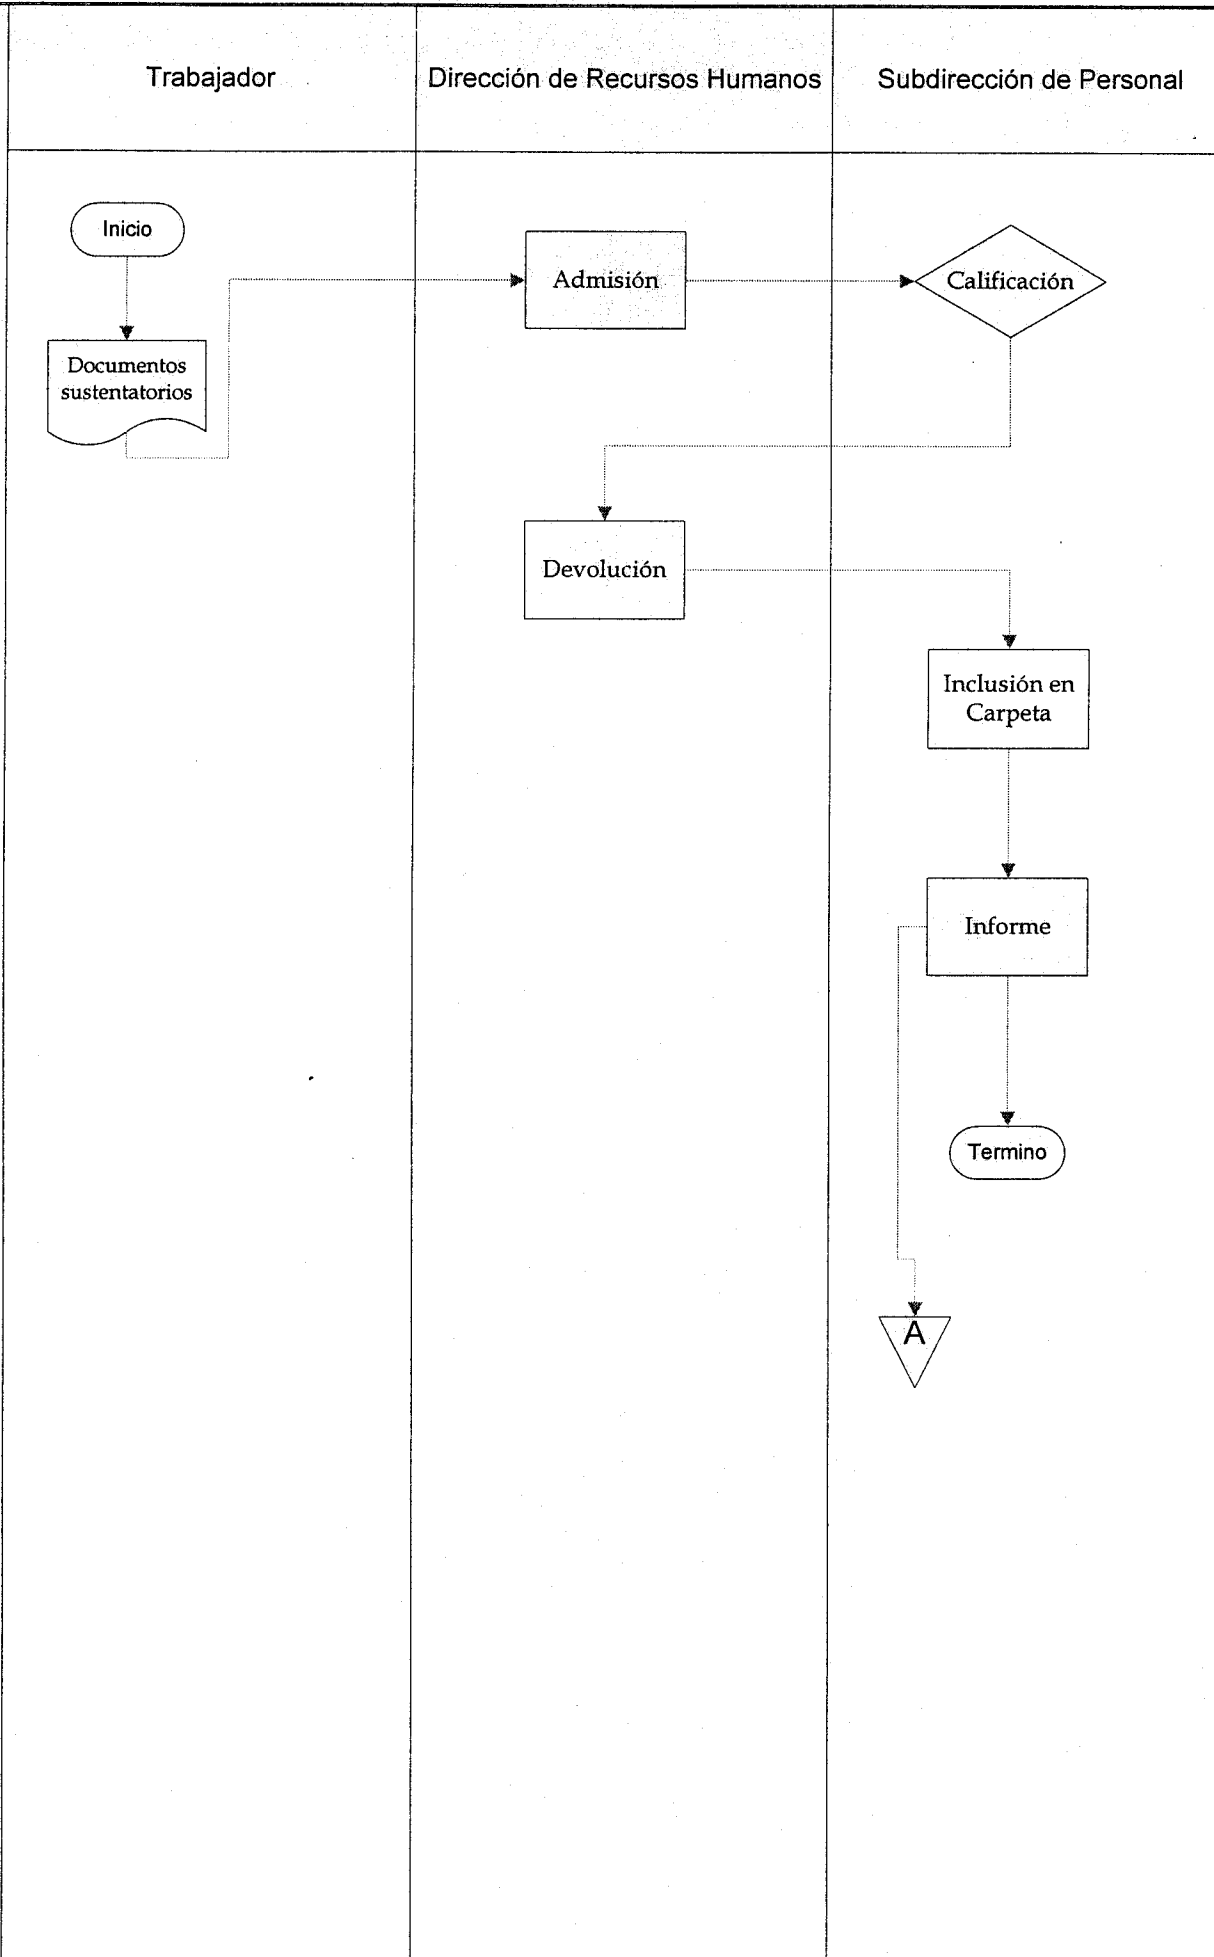 Trabajador
Dirección de Recursos Humanos
Subdirección de Personal
Inicio
Admisión
Calificación
Documentos
sustentatorios
Devolución
Inclusión en
Carpeta
Informe
Termino
A